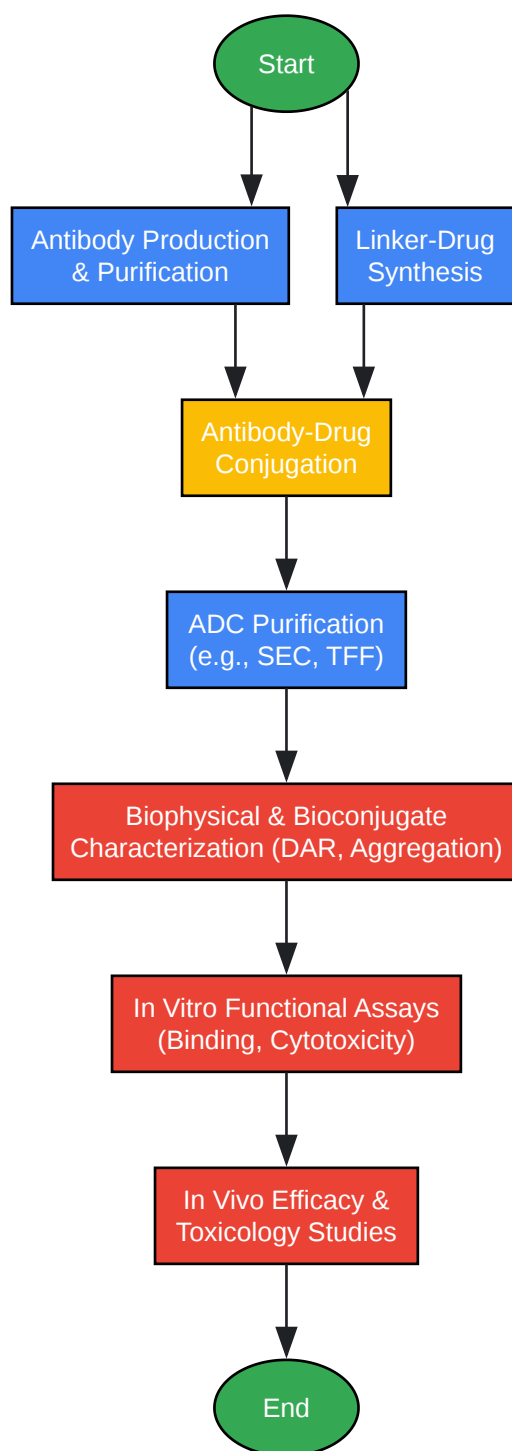 Start
Antibody Production
& Purification
Linker-Drug
Synthesis
Antibody-Drug
Conjugation
ADC Purification
(e.g., SEC, TFF)
Biophysical & Bioconjugate
Characterization (DAR, Aggregation)
In Vitro Functional Assays
(Binding, Cytotoxicity)
In Vivo Efficacy &
Toxicology Studies
End